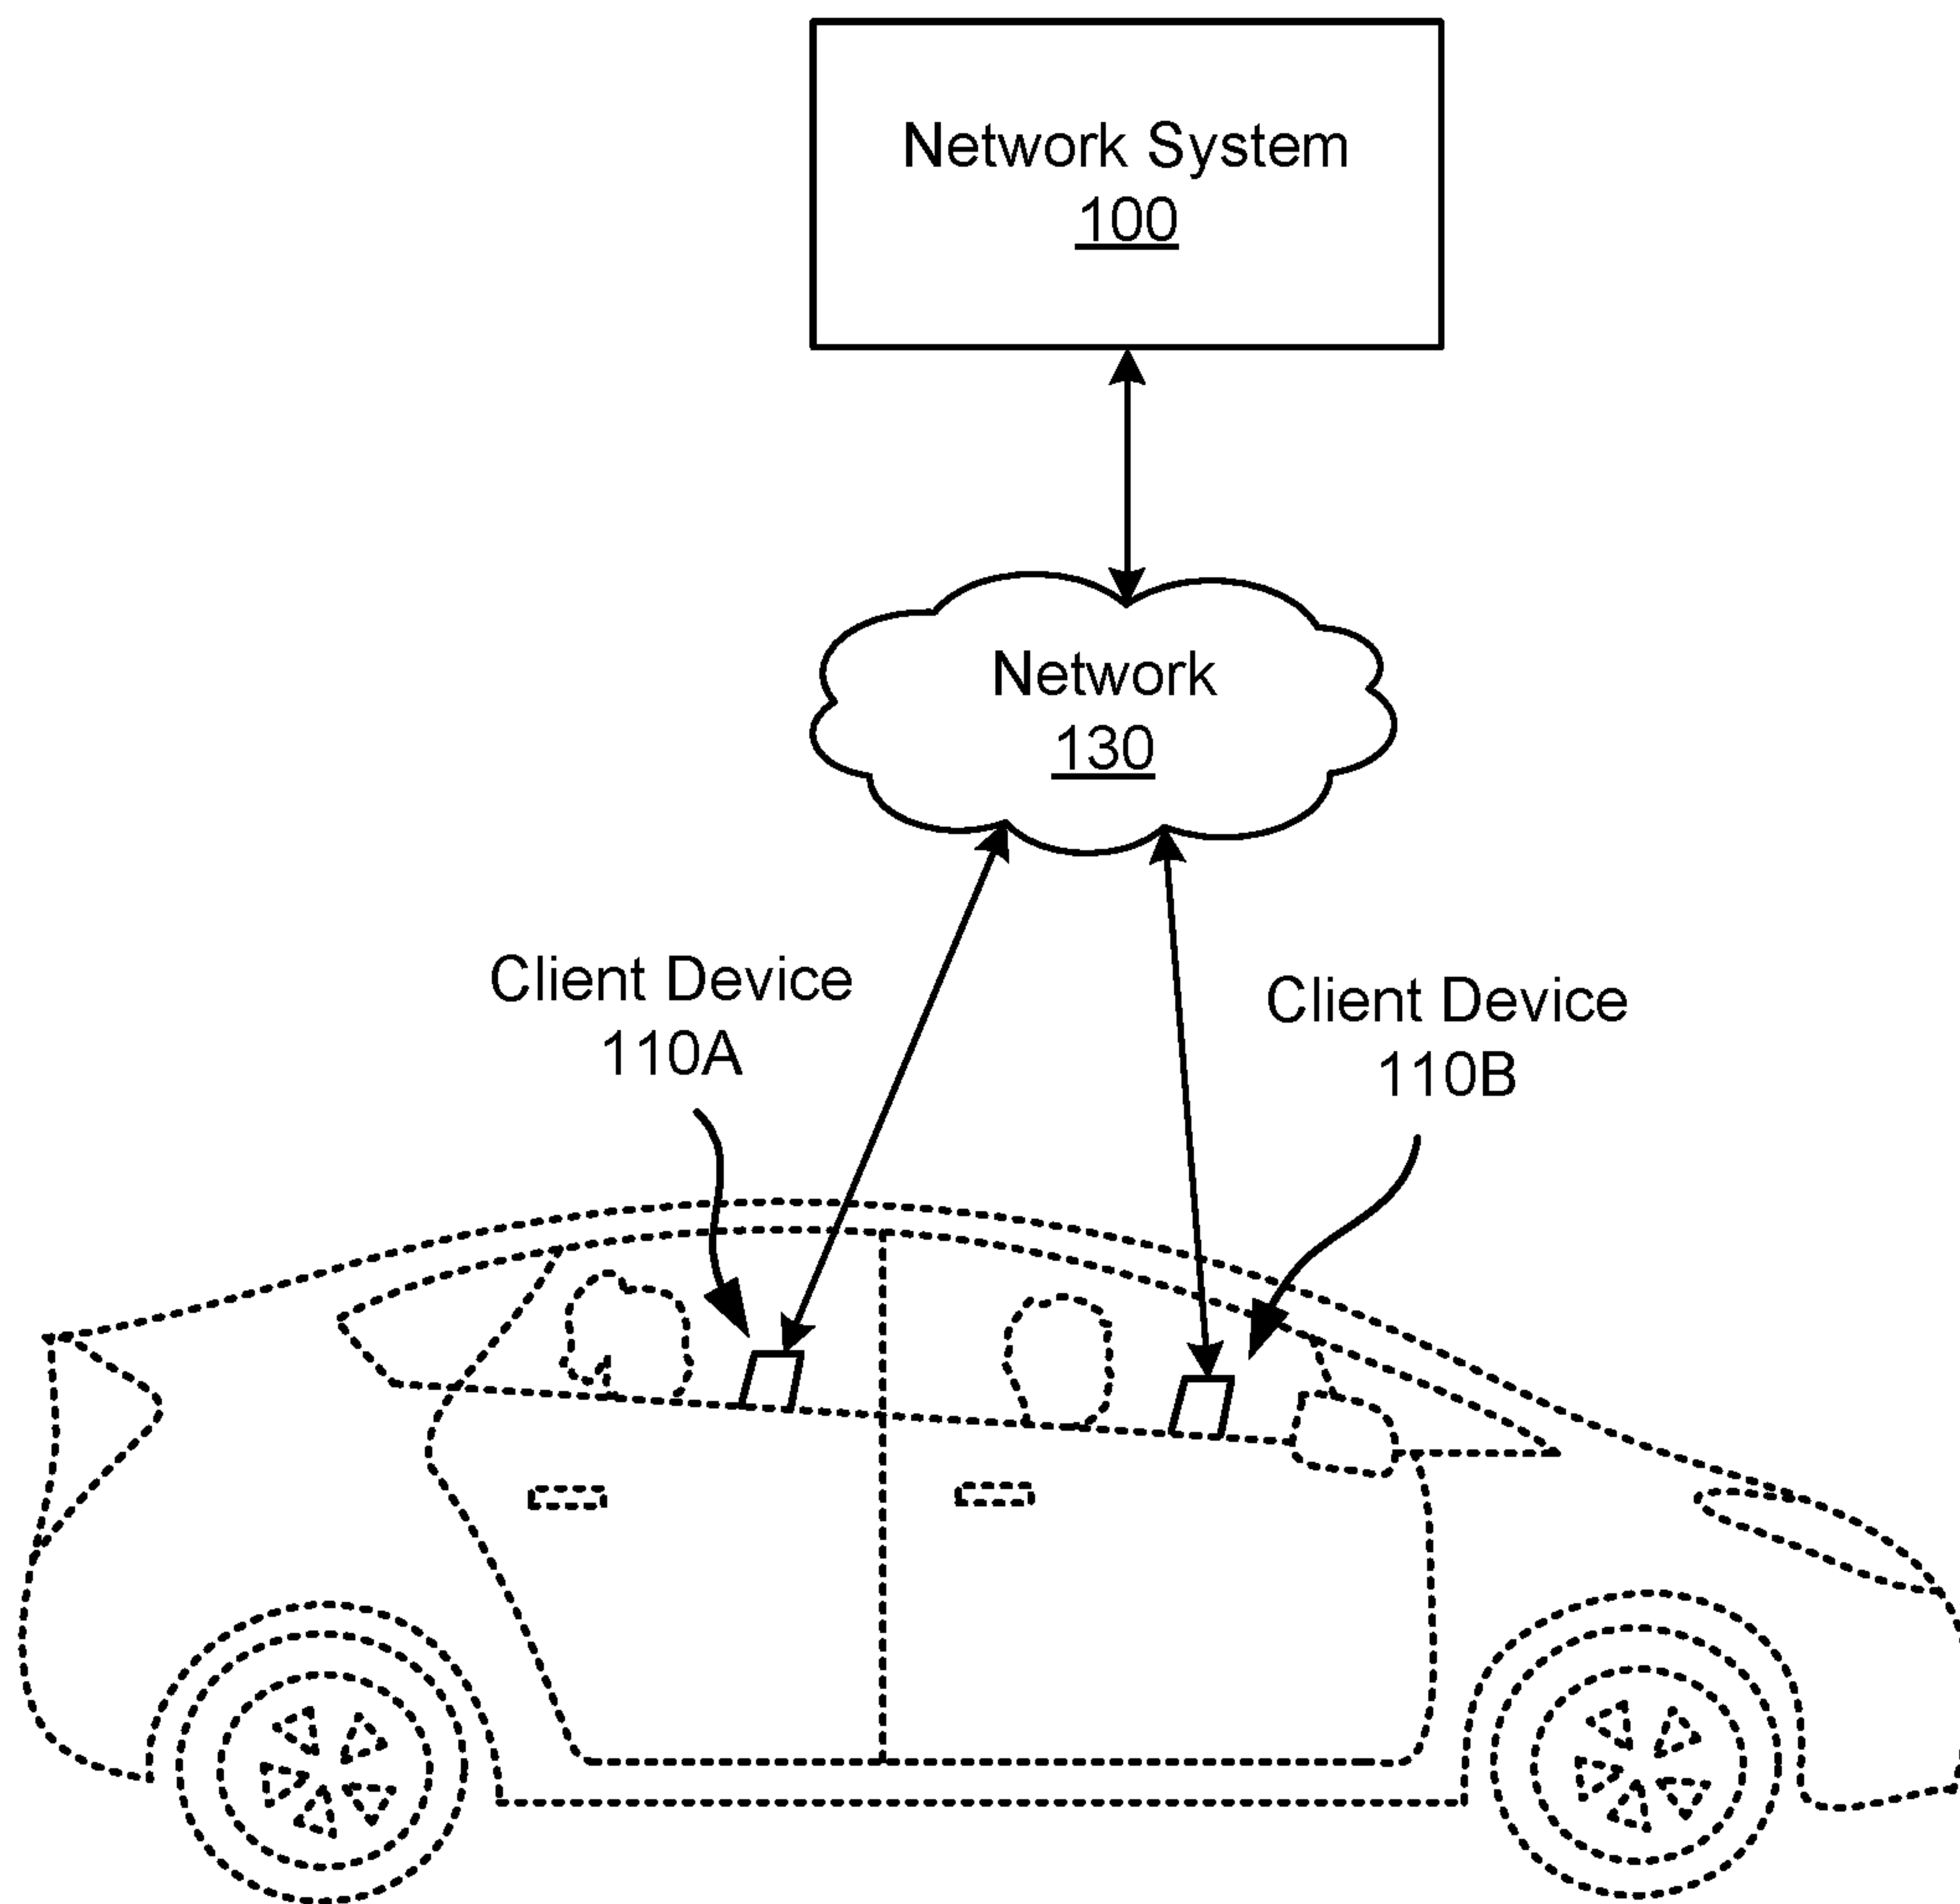 Network System
100
Network
130
Client Device
110A
Client Device
110B